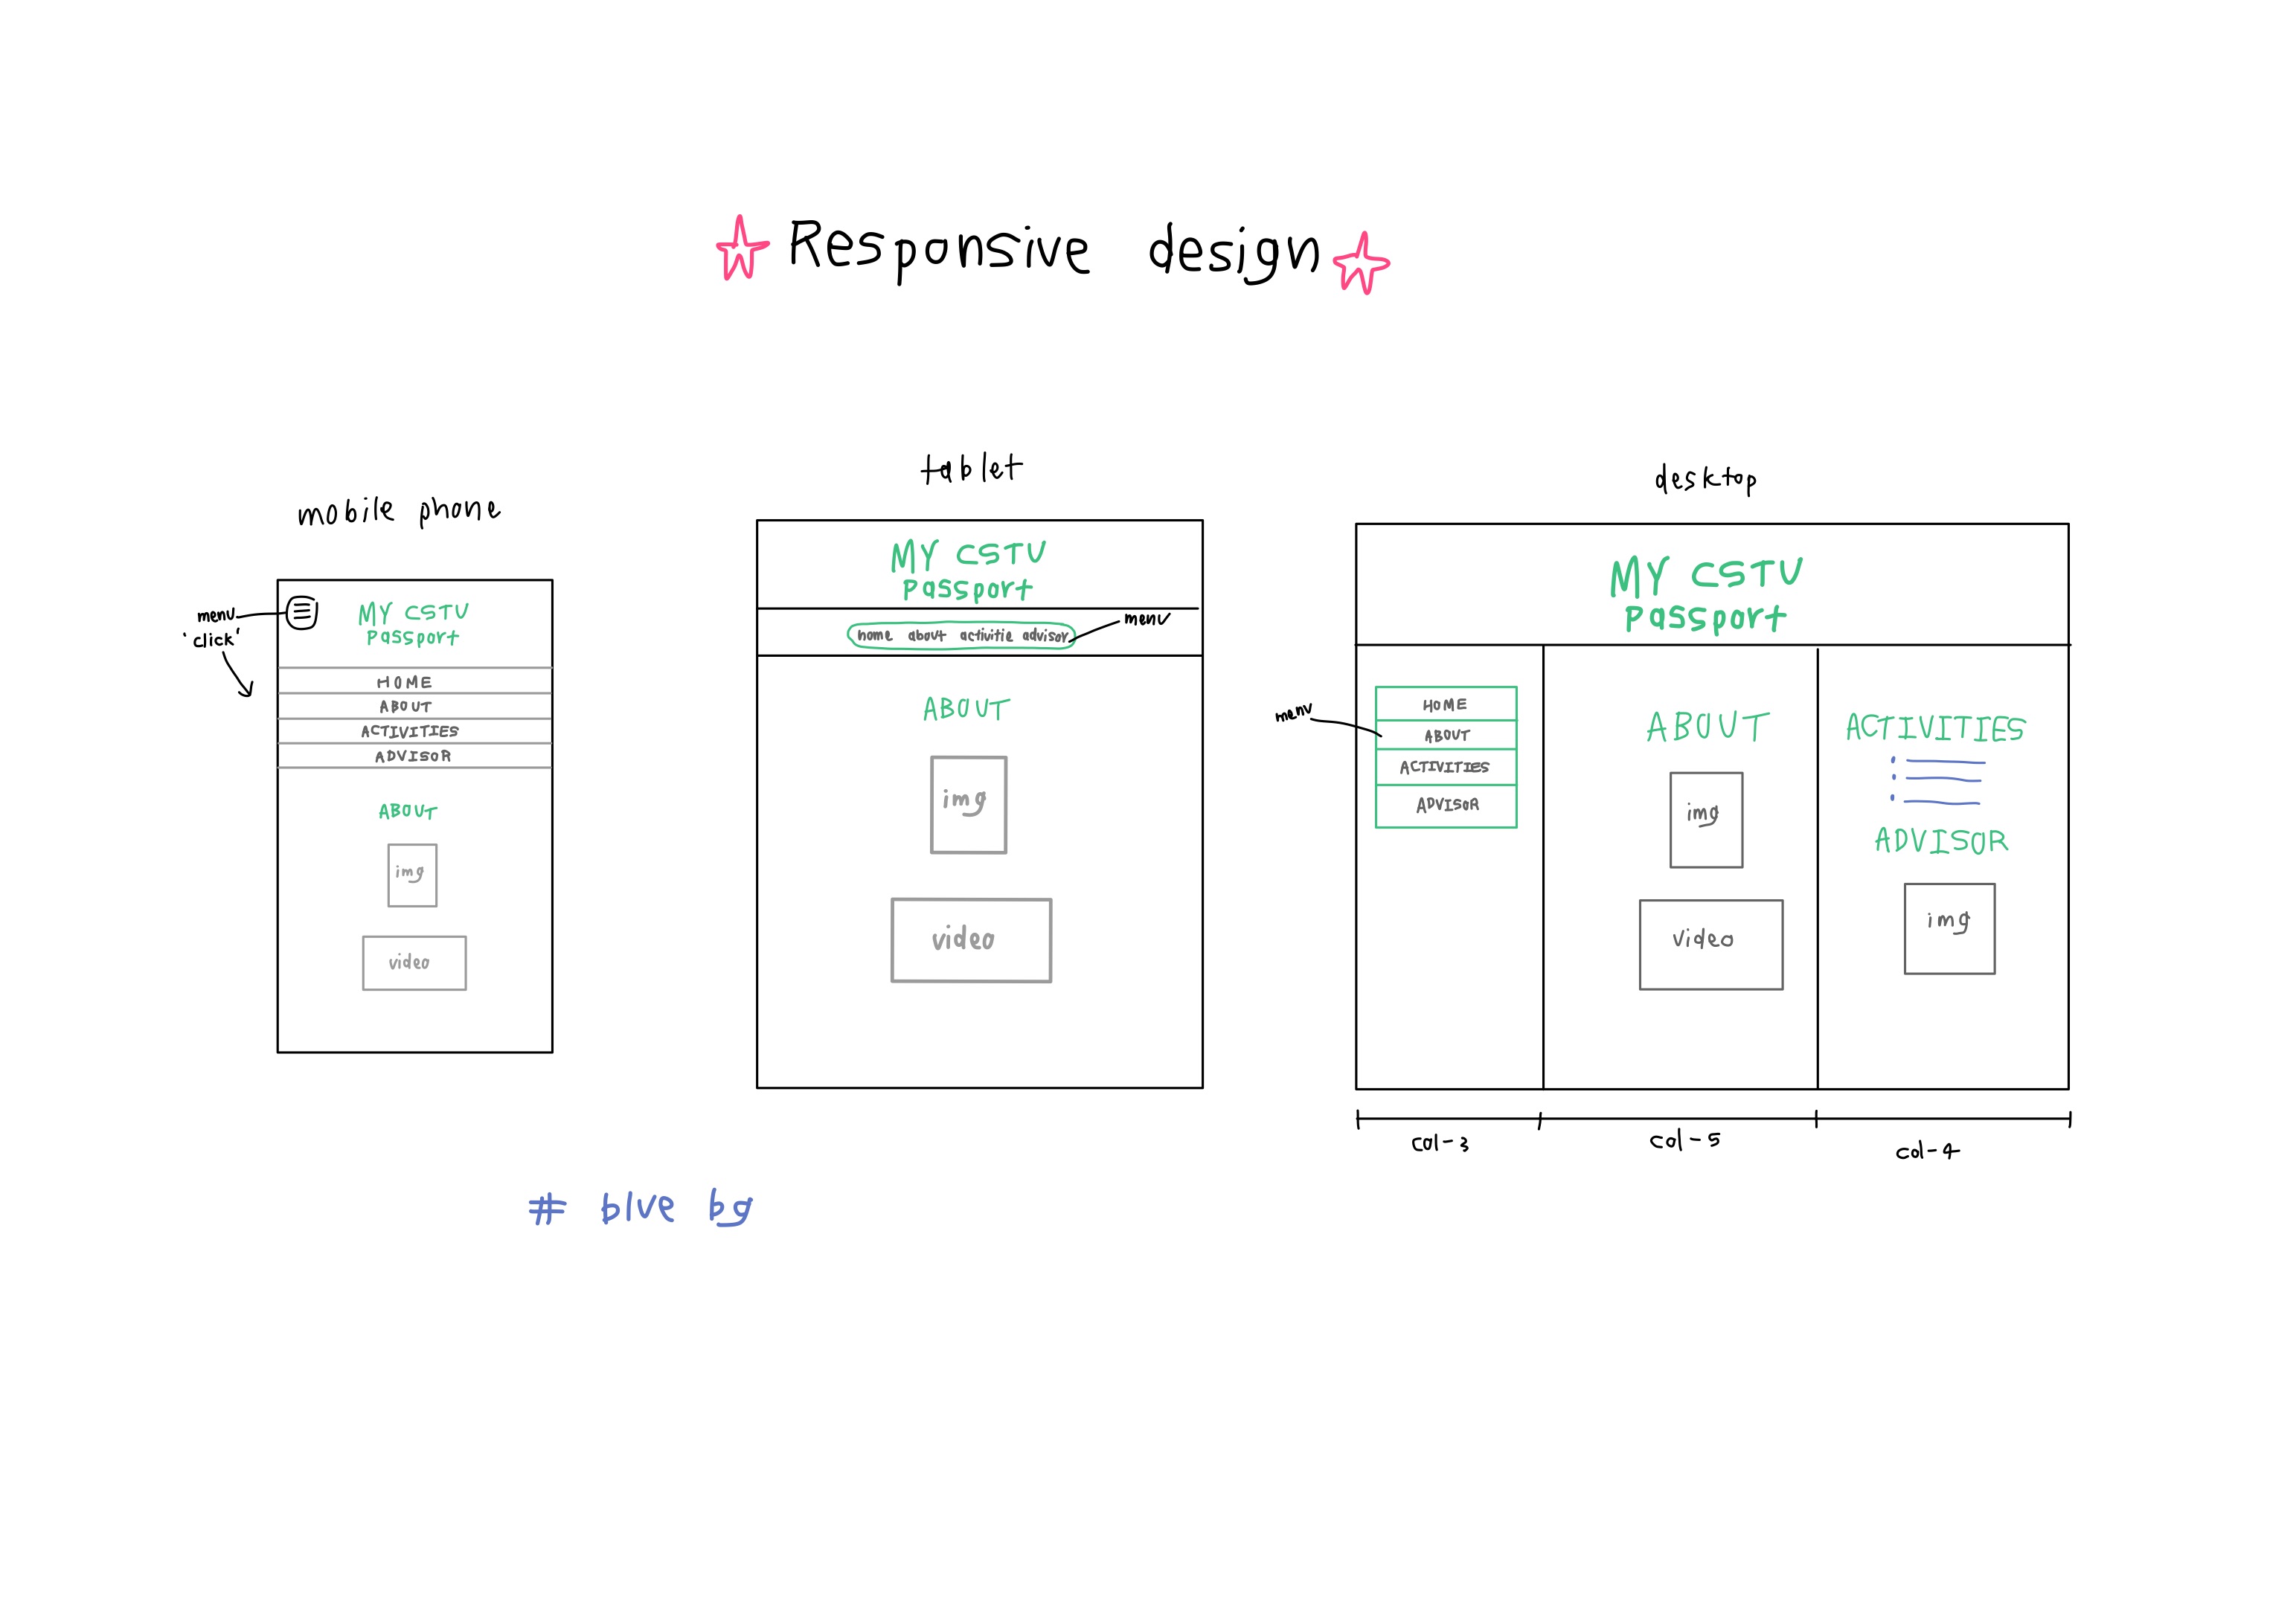 Responsive design
mobile phone
menu
'click'
MY CSTU
Passport
HOME
ABOUT
ACTIVITIES
ADVISOR
ABOUT
img
video
tablet
MY CSTU
Passport
home about activitie advisor
menu
ABOUT
img
video
desktop
MY CSTU
Passport
menu
HOME
ABOUT
ACTIVITIES
ADVISOR
ABOUT
img
video
ACTIVITIES
ADVISOR
img
col-3
col-5
col-4
# blue bg